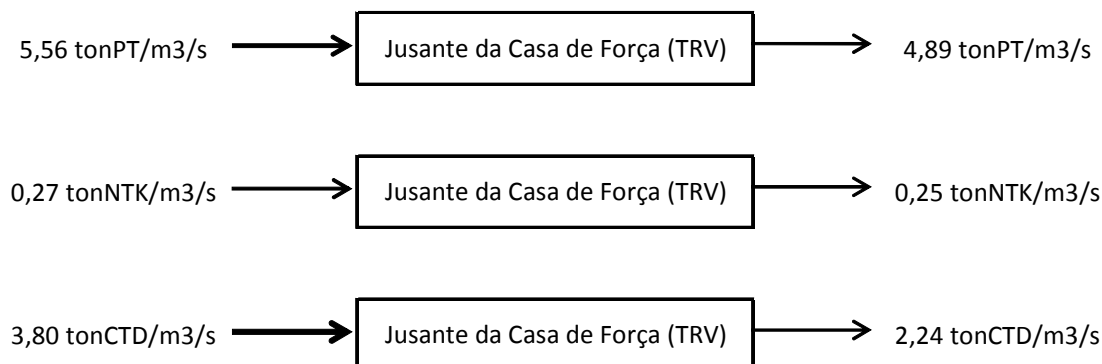 5,56 tonPT/m3/s Jusante da Casa de Força (TRV) 4,89 tonPT/m3/s
0,27 tonNTK/m3/s Jusante da Casa de Força (TRV) 0,25 tonNTK/m3/s
3,80 tonCTD/m3/s Jusante da Casa de Força (TRV) 2,24 tonCTD/m3/s